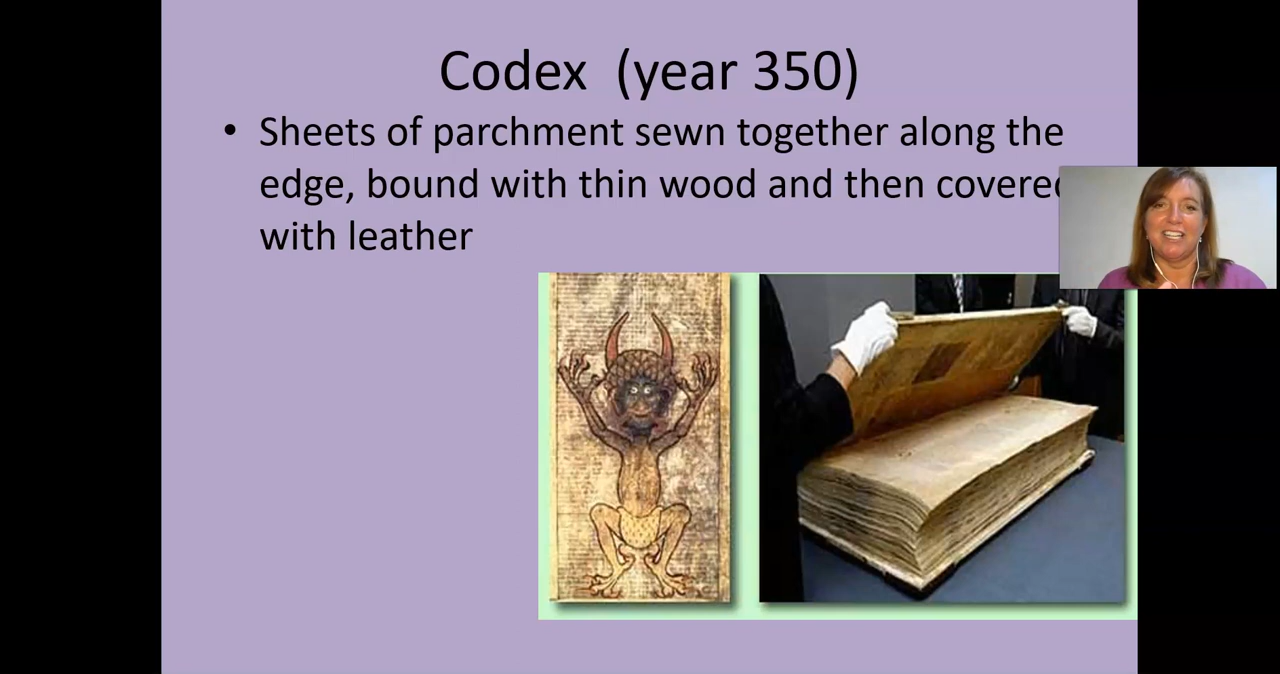 Codex  (year 350)
• Sheets of parchment sewn together along the
edge, bound with thin wood and then covered
with leather